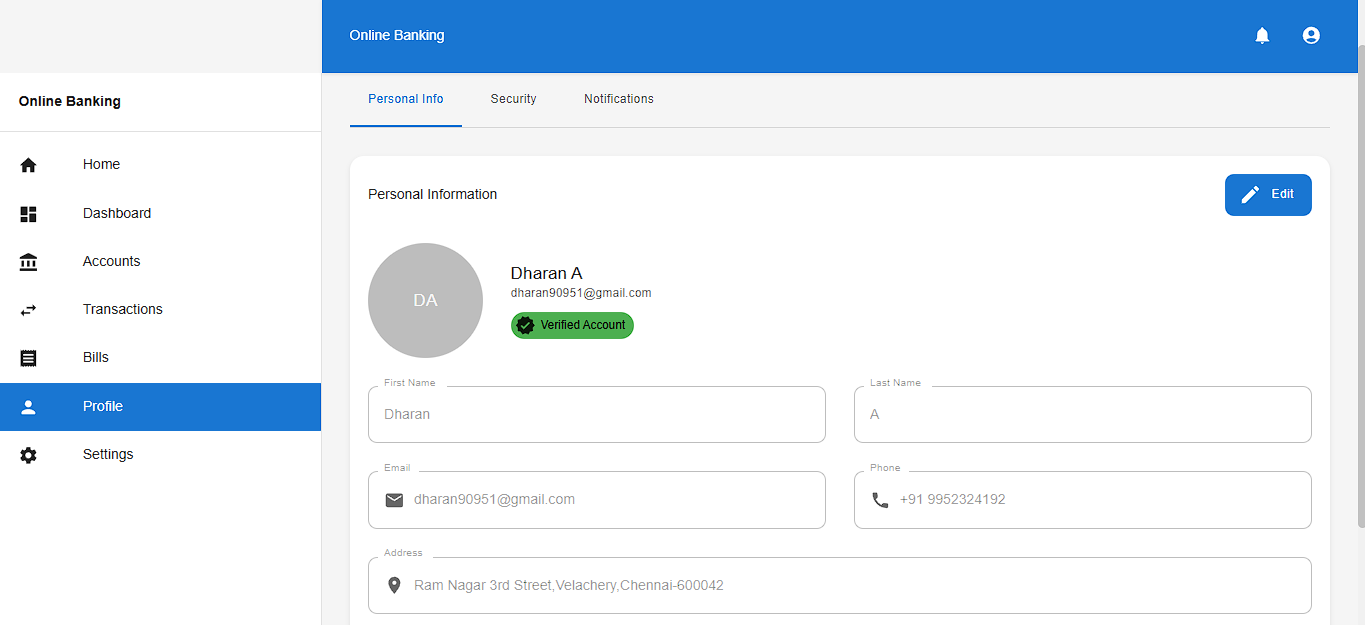 Online Banking
Online Banking
Personal Info Security Notifications
Home
Dashboard
Accounts
Transactions
Bills
Profile
Settings
Personal Information
Edit
DA
Dharan A
dharan90951@gmail.com
Verified Account
First Name
Dharan
Last Name
A
Email
dharan90951@gmail.com
Phone
+91 9952324192
Address
Ram Nagar 3rd Street,Velachery,Chennai-600042